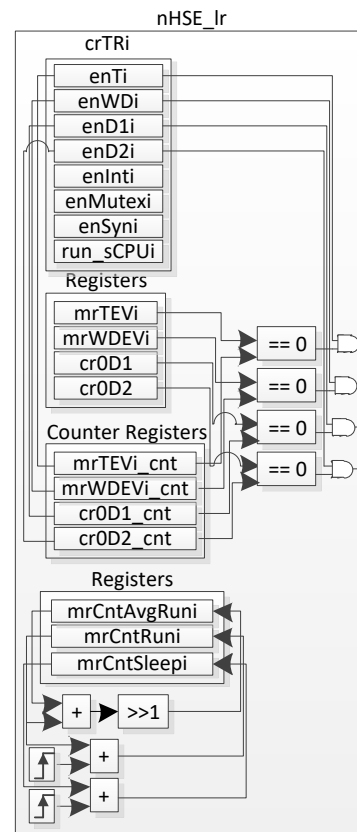 nHSE_lr
crTRi
enTi
enWDi
enD1i
enD2i
enInti
enMutexi
enSyni
run_sCPUi
Registers
mrTEVi
mrWDEVi
cr0D1
cr0D2
== 0
== 0
== 0
== 0
Counter Registers
mrTEVi_cnt
mrWDEVi_cnt
cr0D1_cnt
cr0D2_cnt
Registers
mrCntAvgRuni
mrCntRuni
mrCntSleepi
+
>>1
+
+